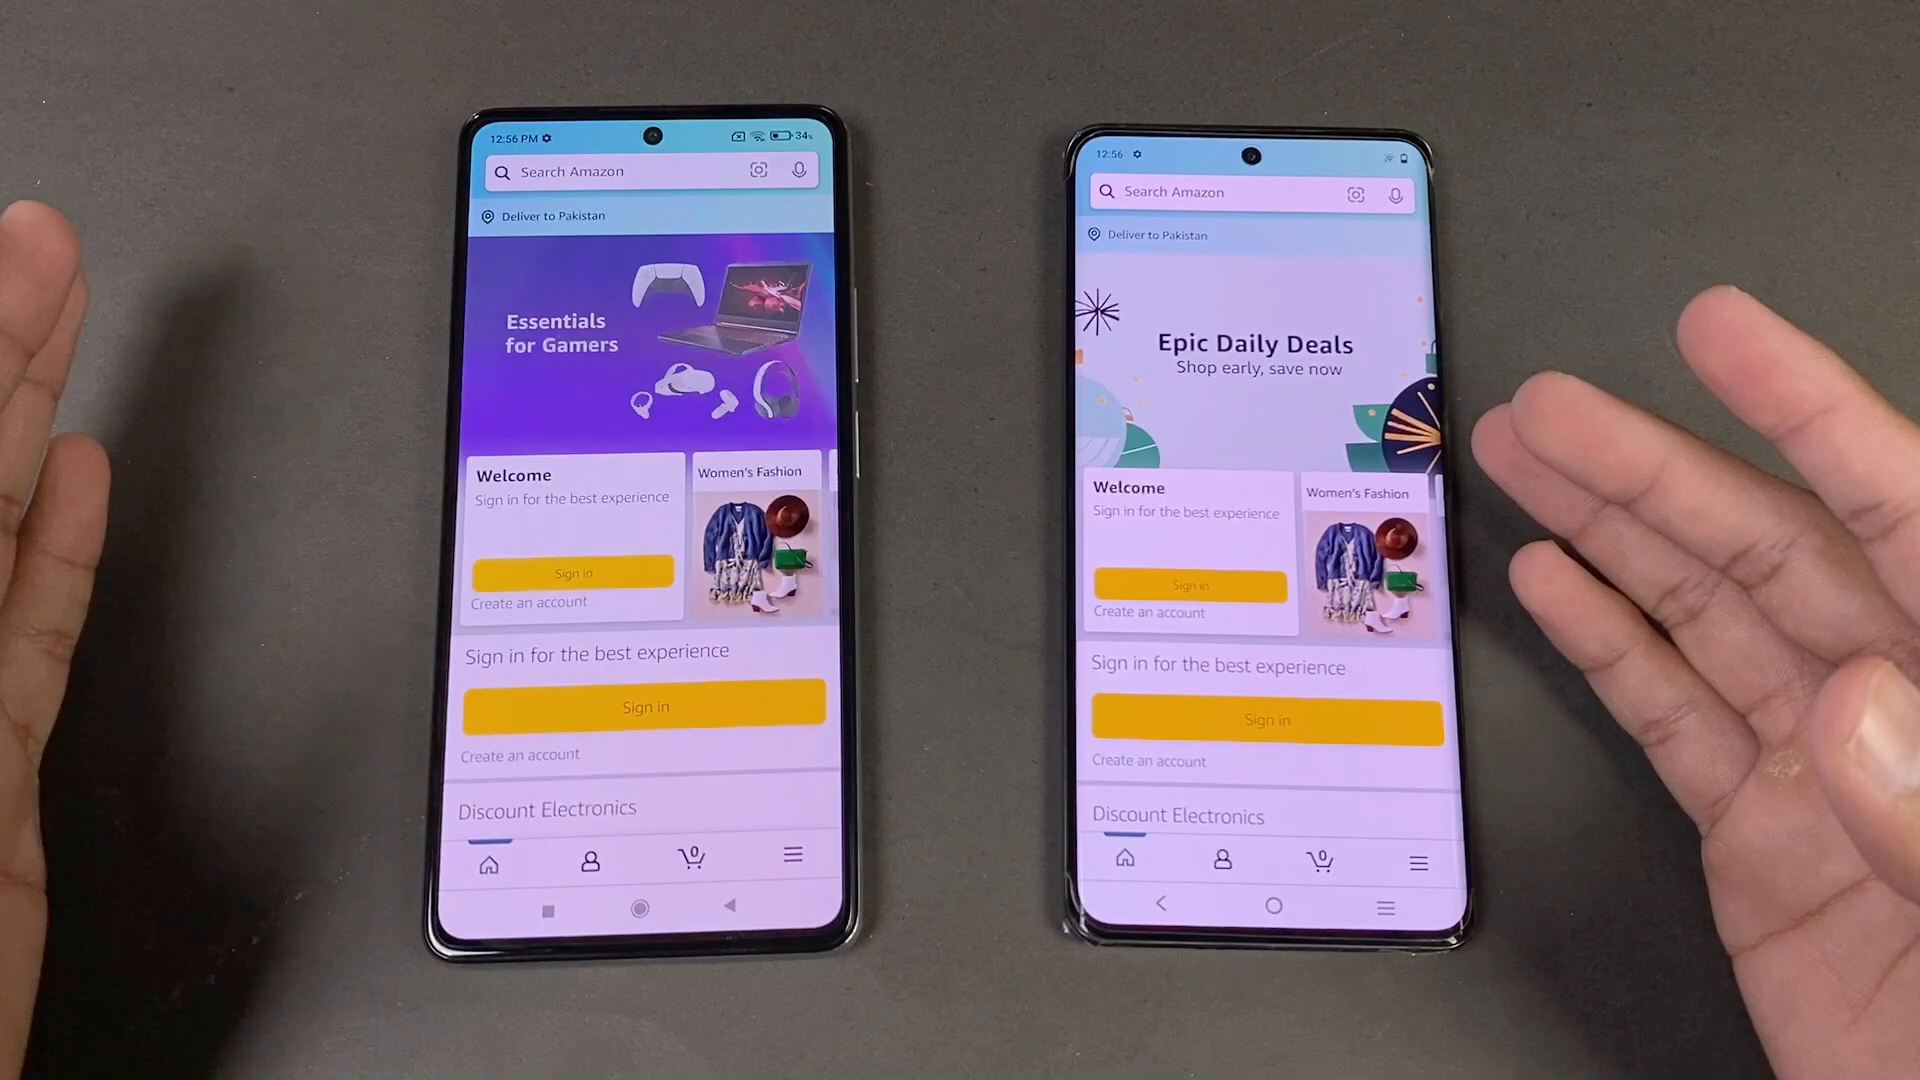 12:56 PM
34%
Search Amazon
Deliver to Pakistan
Essentials
for Gamers
Welcome
Sign in for the best experience
Sign in
Create an account
Women's Fashion
Sign in for the best experience
Sign in
Create an account
Discount Electronics
0
12:56
Search Amazon
Deliver to Pakistan
Epic Daily Deals
Shop early, save now
Welcome
Sign in for the best experience
Sign in
Create an account
Women's Fashion
Sign in for the best experience
Sign in
Create an account
Discount Electronics
0